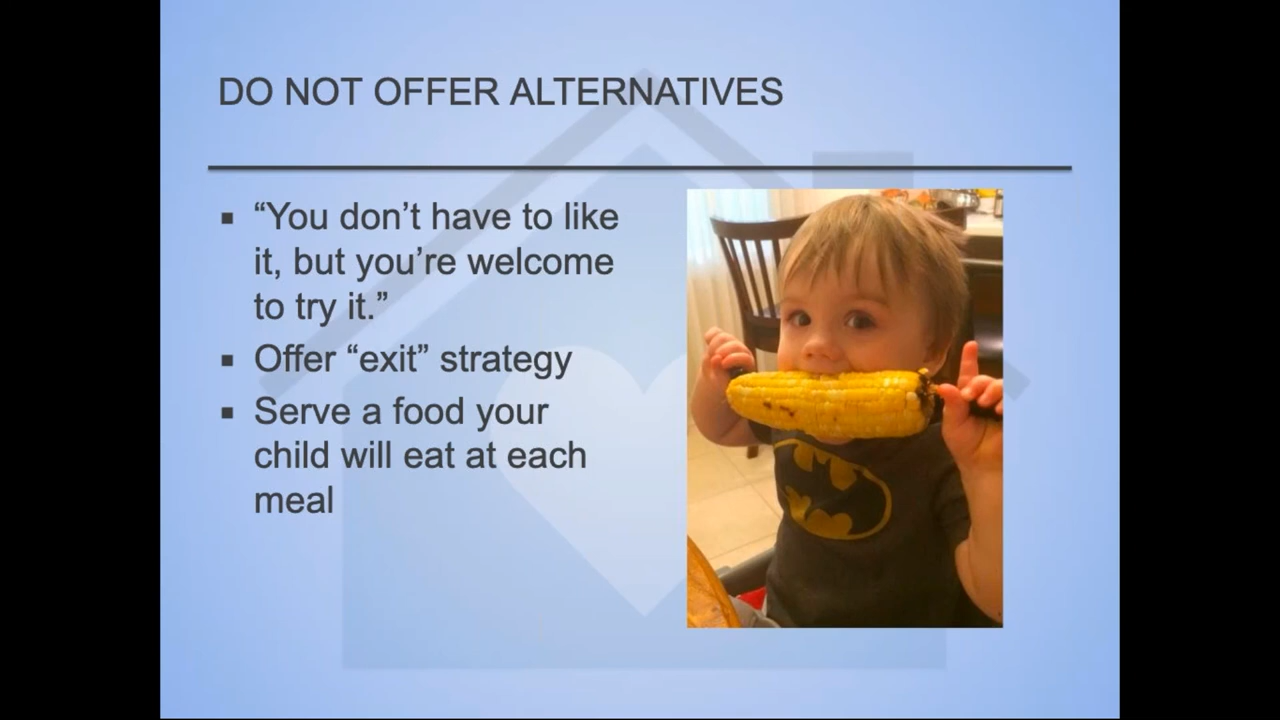 DO NOT OFFER ALTERNATIVES
▪ “You don’t have to like
it, but you’re welcome
to try it.”
▪ Offer “exit” strategy
▪ Serve a food your
child will eat at each
meal